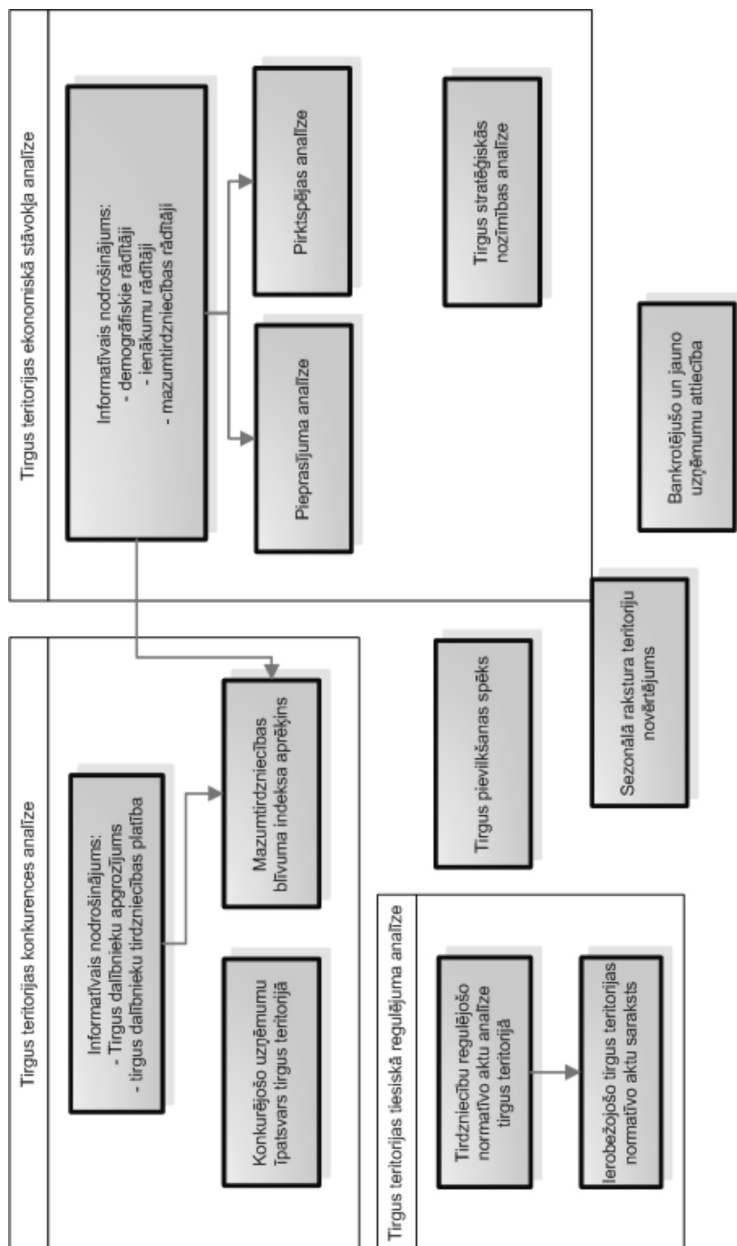 Tirgus teritorijas konkurences analīze
Informatīvais nodrošinājums:
- Tirgus dalībnieku apgrozījums
- tirgus dalībnieku tirdzniecības platība
Konkurējošo uzņēmumu
īpatsvars tirgus teritorijā
Mazumtirdzniecības
blīvuma indeksa aprēķins
Tirgus teritorijas ekonomiskā stāvokļa analīze
Informatīvais nodrošinājums:
- demogrāfiskie rādītāji
- ienākumu rādītāji
- mazumtirdzniecības rādītāji
Pieprasījuma analīze
Pirktspējas analīze
Tirgus stratēģiskās
nozīmības analīze
Tirgus teritorijas tiesiskā regulējuma analīze
Tirdzniecību regulējošo
normatīvo aktu analīze
tirgus teritorijā
Ierobežojošo tirgus teritorijas
normatīvo aktu saraksts
Tirgus pievilkšanas spēks
Sezonālā rakstura teritoriju
novērtējums
Bankrotējušo un jauno
uzņēmumu attiecība